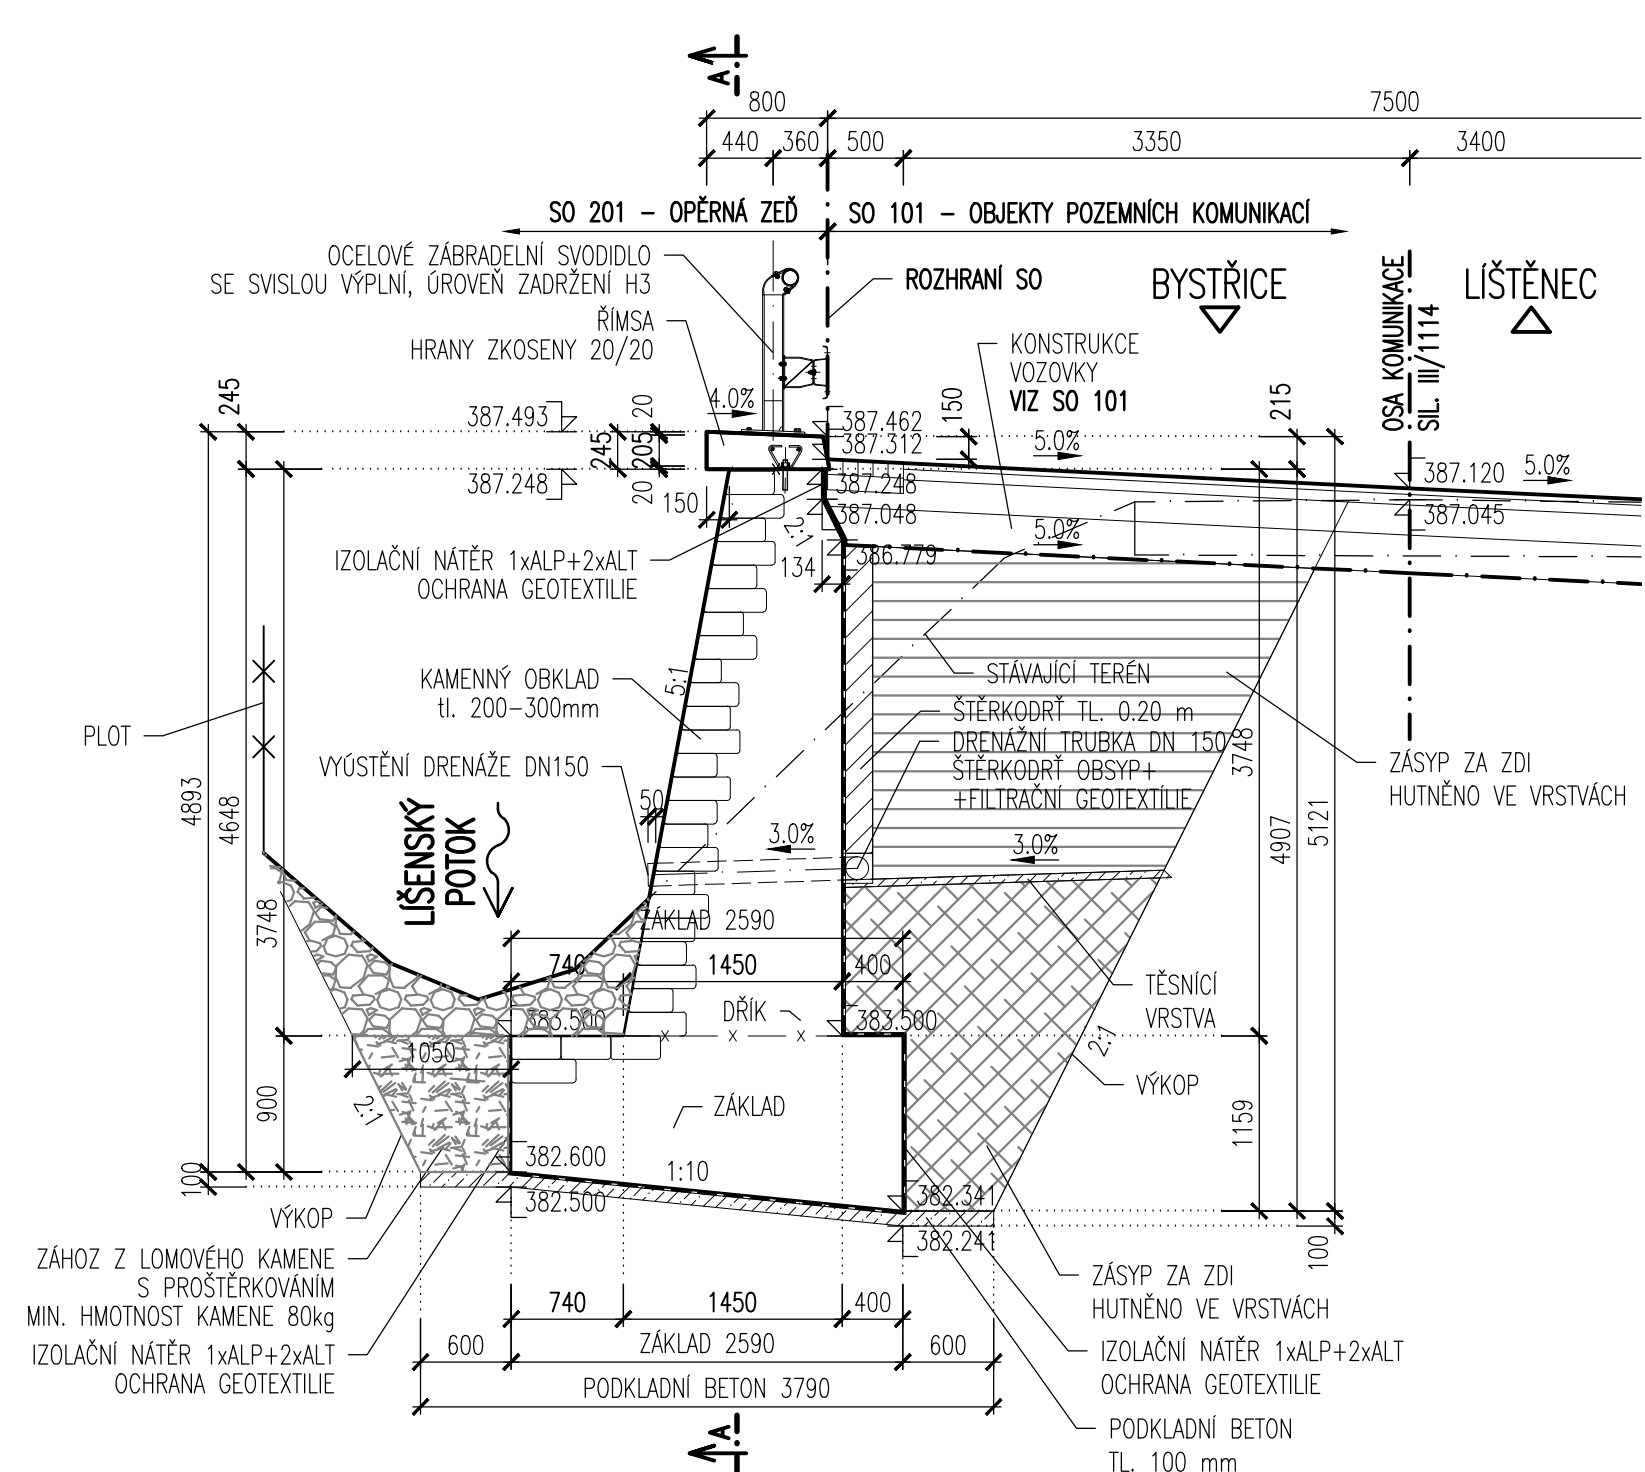 A
800
7500
440
360
500
3350
3400
SO 201 - OPĚRNÁ ZEĎ
SO 101 - OBJEKTY POZEMNÍCH KOMUNIKACÍ
OCELOVÉ ZÁBRADELNÍ SVODIDLO
SE SVISLOU VÝPLNÍ, ÚROVEŇ ZADRŽENÍ H3
ROZHRANÍ SO
BYSTŘICE
LÍŠTĚNEC
OSA KOMUNIKACE
SIL. III/1114
ŘÍMSA
HRANY ZKOSENY 20/20
KONSTRUKCE
VOZOVKY
VIZ SO 101
245
387.493
245
205
20
20
4.0%
387.462
387.312
150
5.0%
215
387.248
150
2:1
387.248
387.048
5.0%
387.120
5.0%
387.045
386.779
134
IZOLAČNÍ NÁTĚR 1xALP+2xALT
OCHRANA GEOTEXTILIE
KAMENNÝ OBKLAD
tl. 200-300mm
5:1
STÁVAJÍCÍ TERÉN
ŠTĚRKODRŤ TL. 0.20 m
DRENÁŽNÍ TRUBKA DN 150
ŠTĚRKODRŤ OBSYP+
+FILTRAČNÍ GEOTEXTÍLIE
3748
PLOT
VYÚSTĚNÍ DRENÁŽE DN150
ZÁSYP ZA ZDI
HUTNĚNO VE VRSTVÁCH
50
4893
4648
3748
LÍŠENSKÝ
POTOK
3.0%
3.0%
4907
5121
ZÁKLAD 2590
740
1450
400
TĚSNÍCÍ
VRSTVA
DŘÍK
383.500
383.500
x x x
1050
2:1
2:1
VÝKOP
900
ZÁKLAD
1159
382.600
1:10
382.341
382.500
382.241
100
100
VÝKOP
ZÁHOZ Z LOMOVÉHO KAMENE
S PROŠTĚRKOVÁNÍM
MIN. HMOTNOST KAMENE 80kg
IZOLAČNÍ NÁTĚR 1xALP+2xALT
OCHRANA GEOTEXTILIE
ZÁSYP ZA ZDI
HUTNĚNO VE VRSTVÁCH
740
1450
400
600
ZÁKLAD 2590
600
IZOLAČNÍ NÁTĚR 1xALP+2xALT
OCHRANA GEOTEXTILIE
PODKLADNÍ BETON 3790
PODKLADNÍ BETON
TL. 100 mm
A